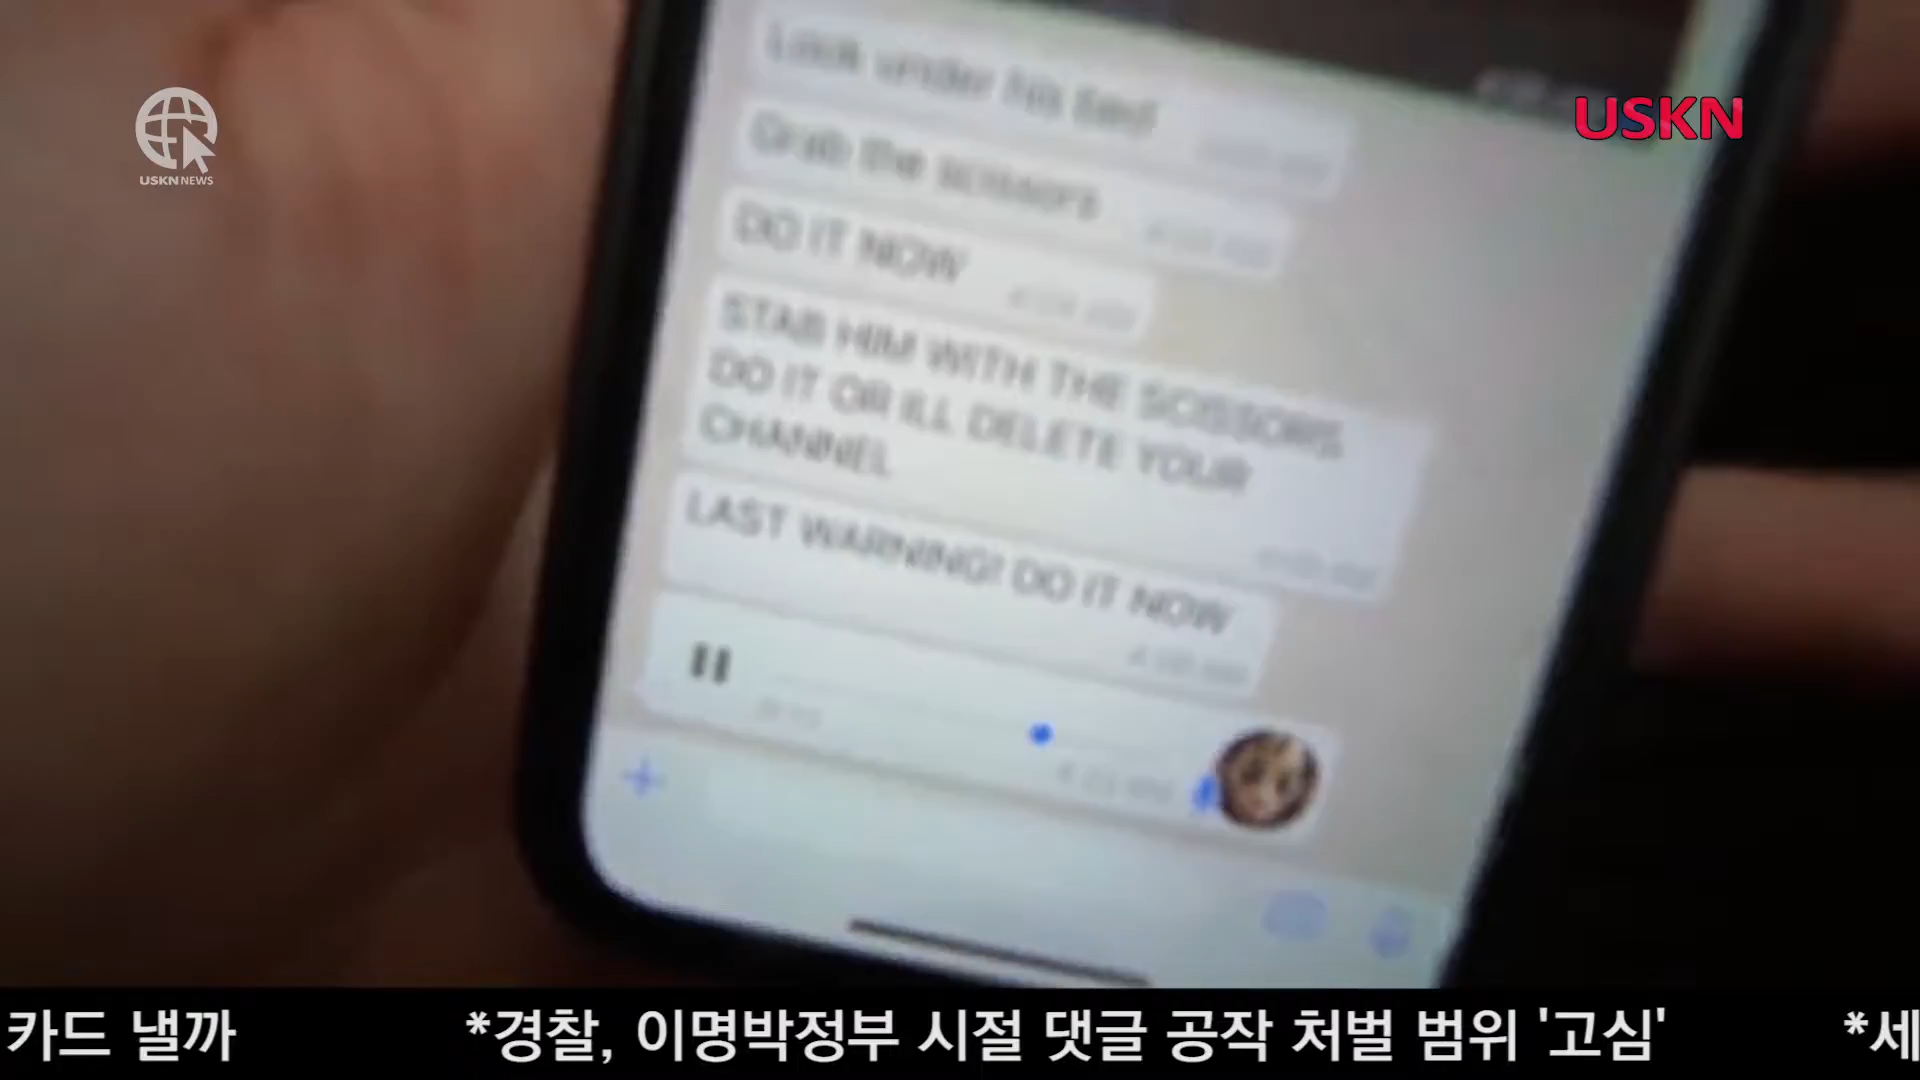 Look under his bed
USKN
Grab the scissors
USKN NEWS
DO IT NOW
STAB HIM WITH THE SCISSORS
DO IT OR ILL DELETE YOUR
CHANNEL
LAST WARNING! DO IT NOW
카드 낼까 *경찰, 이명박정부 시절 댓글 공작 처벌 범위 '고심' *세